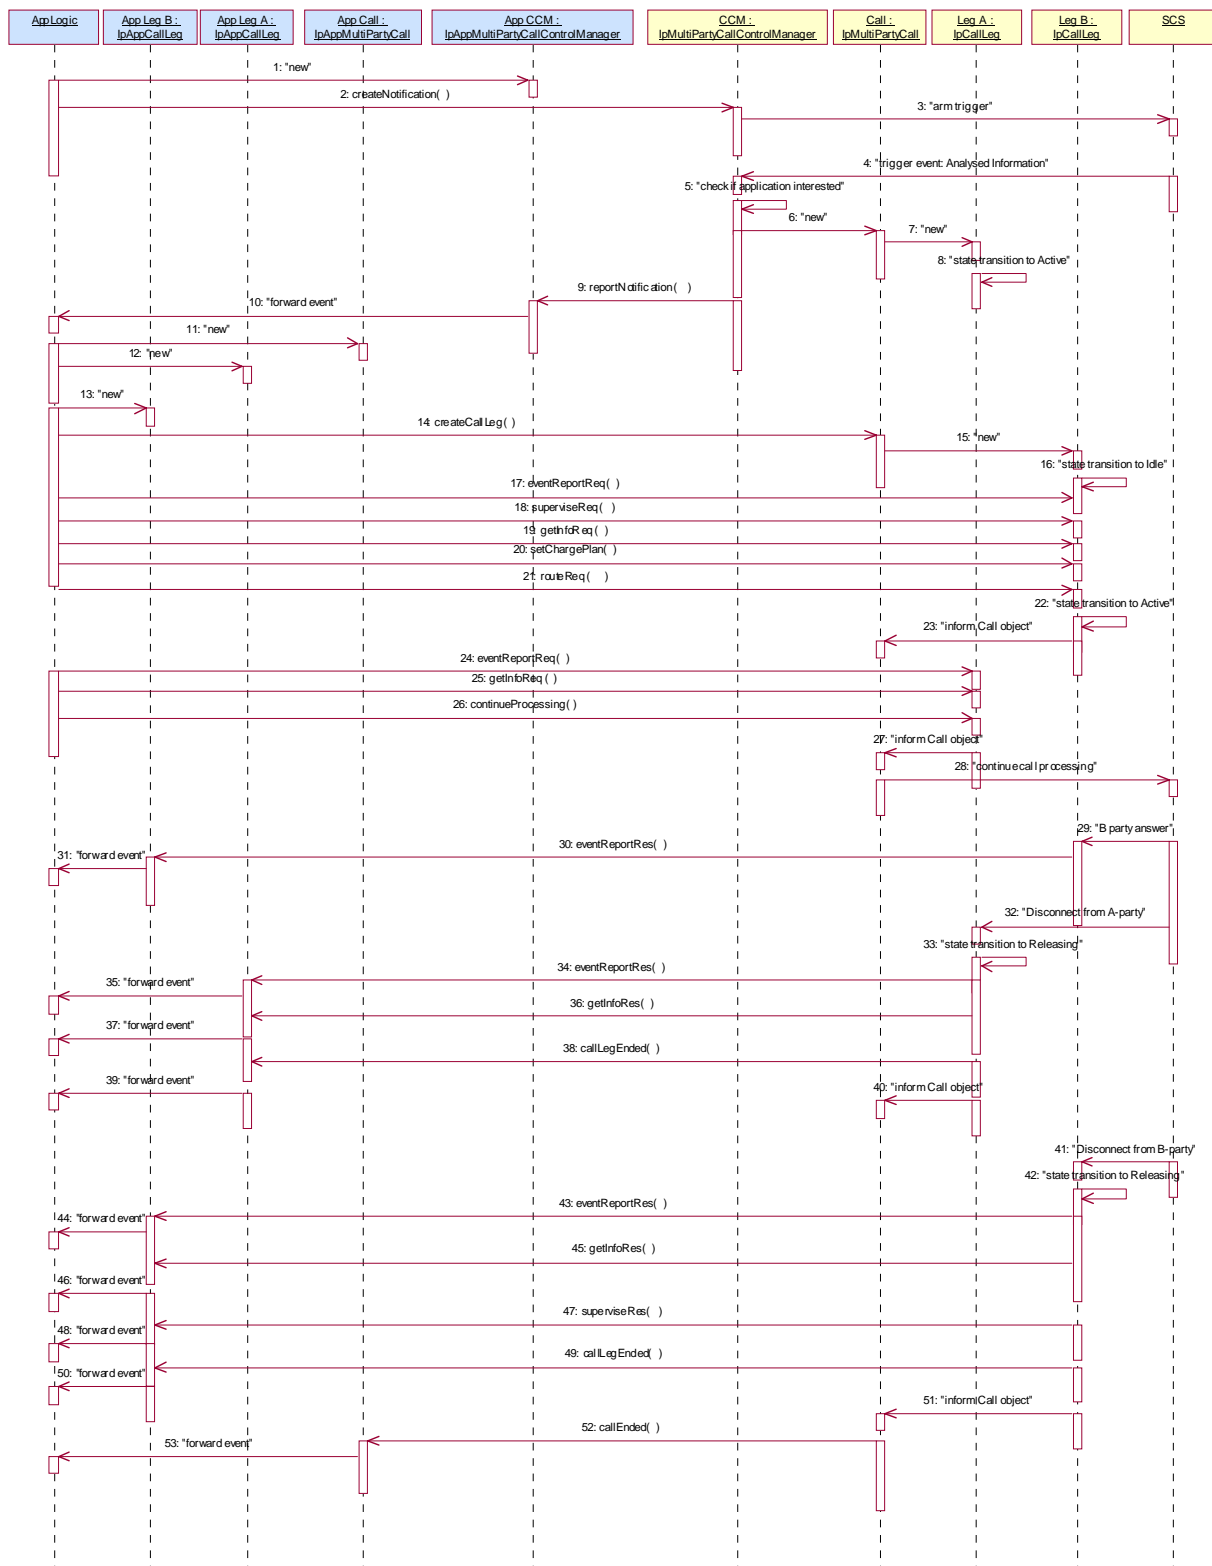 AppLogic
App Leg B :
IpAppCallLeg
App Leg A :
IpAppCallLeg
App Call :
IpAppMultiPartyCall
App CCM :
IpAppMultiPartyCallControlManager
CCM :
IpMultiPartyCallControlManager
Call :
IpMultiPartyCall
Leg A :
IpCallLeg
Leg B :
IpCallLeg
SCS
1: "new"
2: createNotification( )
3: "arm trigger"
4: "trigger event: Analysed Information"
5: "check if application interested"
6: "new"
7: "new"
8: "state transition to Active"
9: reportNotification( )
10: "forward event"
11: "new"
12: "new"
13: "new"
14: createCallLeg( )
15: "new"
16: "state transition to Idle"
17: eventReportReq( )
18: superviseReq( )
19: getInfoReq( )
20: setChargePlan( )
21: routeReq( )
22: "state transition to Active"
23: "inform Call object"
24: eventReportReq( )
25: getInfoReq( )
26: continueProcessing( )
27: "inform Call object"
28: "continue call processing"
29: "B party answer"
30: eventReportRes( )
31: "forward event"
32: "Disconnect from A-party"
33: "state transition to Releasing"
34: eventReportRes( )
35: "forward event"
36: getInfoRes( )
37: "forward event"
38: callLegEnded( )
39: "forward event"
40: "inform Call object"
41: "Disconnect from B-party"
42: "state transition to Releasing"
43: eventReportRes( )
44: "forward event"
45: getInfoRes( )
46: "forward event"
47: superviseRes( )
48: "forward event"
49: callLegEnded( )
50: "forward event"
51: "inform Call object"
52: callEnded( )
53: "forward event"